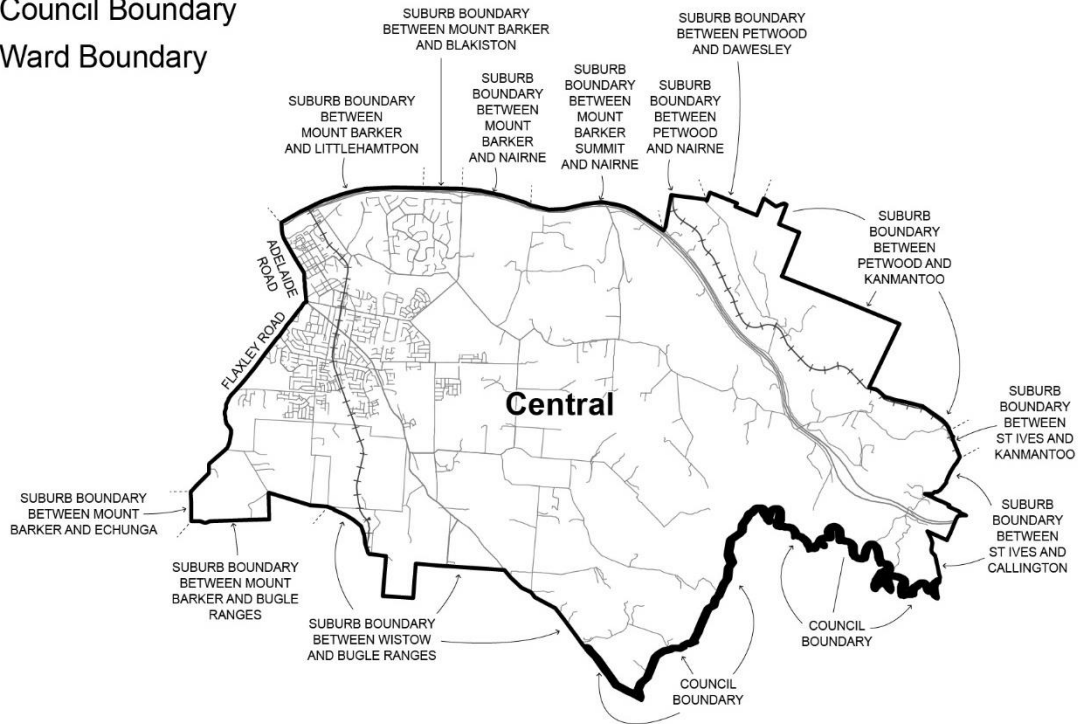 Council Boundary
Ward Boundary
SUBURB BOUNDARY
BETWEEN MOUNT BARKER
AND BLAKISTON
SUBURB BOUNDARY
BETWEEN PETWOOD
AND DAWESLEY
SUBURB BOUNDARY
BETWEEN
MOUNT BARKER
AND LITTLEHAMTPON
SUBURB
BOUNDARY
BETWEEN
MOUNT
BARKER
AND NAIRNE
SUBURB
BOUNDARY
BETWEEN
MOUNT
BARKER
SUMMIT
AND NAIRNE
SUBURB
BOUNDARY
BETWEEN
PETWOOD
AND NAIRNE
SUBURB
BOUNDARY
BETWEEN
PETWOOD AND
KANMANTOO
ADELAIDE
ROAD
FLAXLEY ROAD
Central
SUBURB
BOUNDARY
BETWEEN
ST IVES AND
KANMANTOO
SUBURB BOUNDARY
BETWEEN MOUNT
BARKER AND ECHUNGA
SUBURB
BOUNDARY
BETWEEN
ST IVES AND
CALLINGTON
SUBURB BOUNDARY
BETWEEN MOUNT
BARKER AND BUGLE
RANGES
SUBURB BOUNDARY
BETWEEN WISTOW
AND BUGLE RANGES
COUNCIL
BOUNDARY
COUNCIL
BOUNDARY